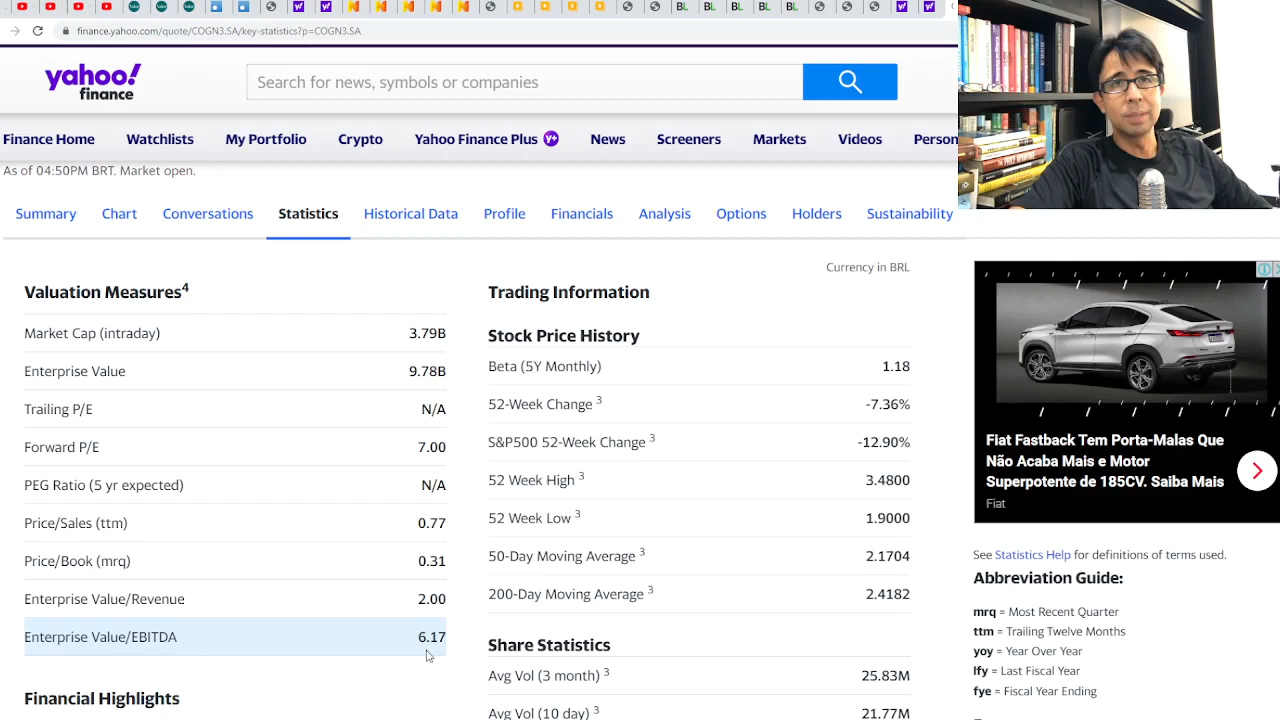 BL BL BL BL BL
finance.yahoo.com/quote/COGN3.SA/key-statistics?p=COGN3.SA
yahoo!
finance
Search for news, symbols or companies
Finance Home Watchlists My Portfolio Crypto Yahoo Finance Plus y+ News Screeners Markets Videos Person
As of 04:50PM BRT. Market open.
Summary Chart Conversations Statistics Historical Data Profile Financials Analysis Options Holders Sustainability
Currency in BRL
Valuation Measures4
Market Cap (intraday) 3.79B
Enterprise Value 9.78B
Trailing P/E N/A
Forward P/E 7.00
PEG Ratio (5 yr expected) N/A
Price/Sales (ttm) 0.77
Price/Book (mrq) 0.31
Enterprise Value/Revenue 2.00
Enterprise Value/EBITDA 6.17
Financial Highlights
Trading Information
Stock Price History
Beta (5Y Monthly) 1.18
52-Week Change 3 -7.36%
S&P500 52-Week Change 3 -12.90%
52 Week High 3 3.4800
52 Week Low 3 1.9000
50-Day Moving Average 3 2.1704
200-Day Moving Average 3 2.4182
Share Statistics
Avg Vol (3 month) 3 25.83M
Avg Vol (10 day) 3 21.77M
Fiat Fastback Tem Porta-Malas Que
Não Acaba Mais e Motor
Superpotente de 185CV. Saiba Mais
Fiat
See Statistics Help for definitions of terms used.
Abbreviation Guide:
mrq = Most Recent Quarter
ttm = Trailing Twelve Months
yoy = Year Over Year
lfy = Last Fiscal Year
fye = Fiscal Year Ending